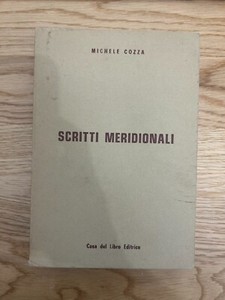 MICHELE COZZA
SCRITTI MERIDIONALI
Casa del Libro Editrice